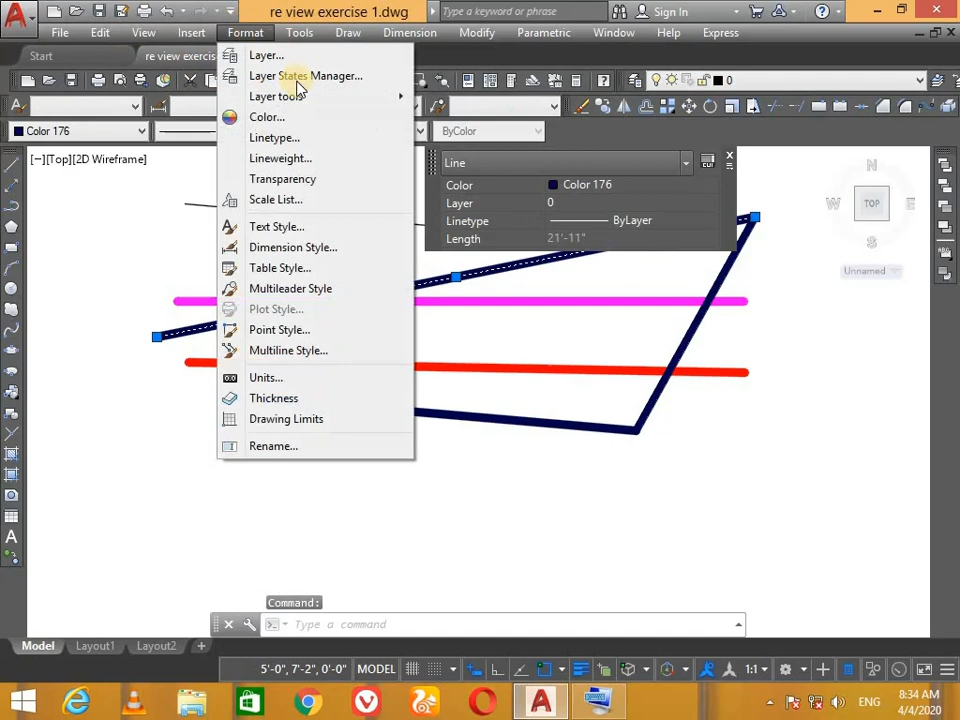 re view exercise 1.dwg
Type a keyword or phrase
Sign In
File Edit View Insert Format Tools Draw Dimension Modify Parametric Window Help Express
Start
re view exercis
0
Color 176
ByColor
[−][Top][2D Wireframe]
Layer...
Layer States Manager...
Layer tools
Color...
Linetype...
Lineweight...
Transparency
Scale List...
Text Style...
Dimension Style...
Table Style...
Multileader Style
Plot Style...
Point Style...
Multiline Style...
Units...
Thickness
Drawing Limits
Rename...
Line
CUI
Color Color 176
Layer 0
Linetype ByLayer
Length 21'-11"
N
W TOP E
S
Unnamed
Command:
Type a command
Model Layout1 Layout2
5'-0", 7'-2", 0'-0" MODEL 1:1
ENG
8:34 AM
4/4/2020